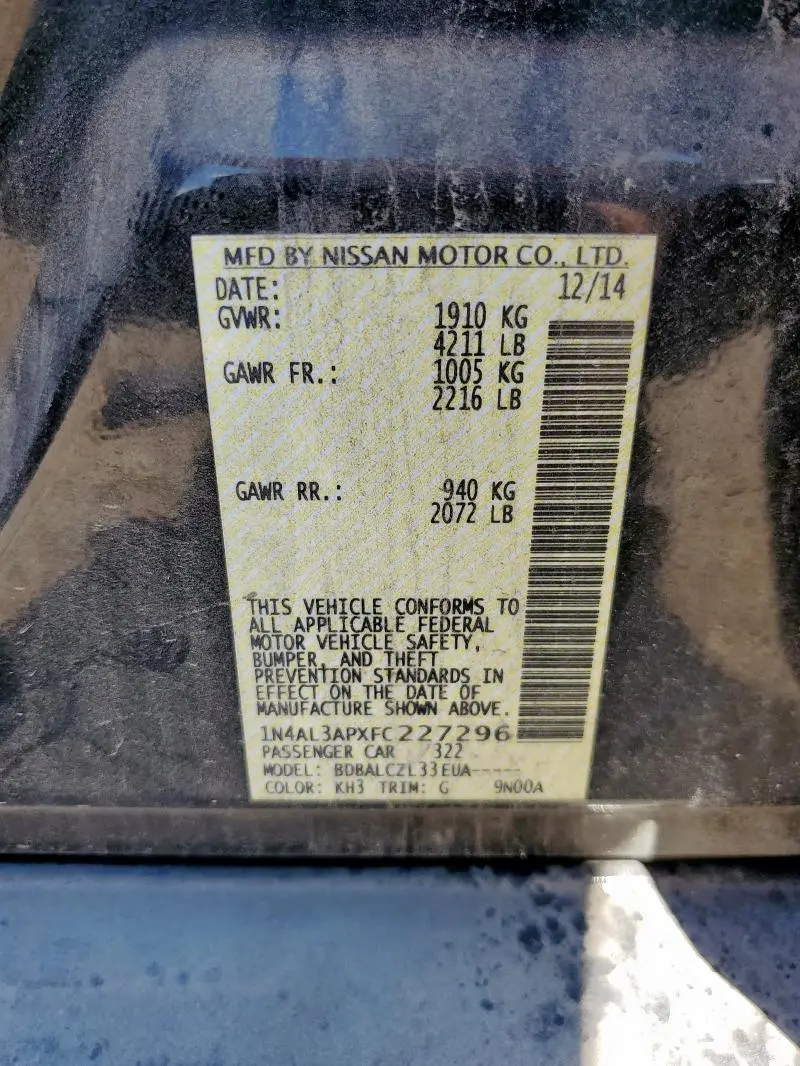 MFD BY NISSAN MOTOR CO., LTD.
DATE: 12/14
GVWR: 1910 KG
4211 LB
GAWR FR.: 1005 KG
2216 LB
GAWR RR.: 940 KG
2072 LB
THIS VEHICLE CONFORMS TO
ALL APPLICABLE FEDERAL
MOTOR VEHICLE SAFETY,
BUMPER, AND THEFT
PREVENTION STANDARDS IN
EFFECT ON THE DATE OF
MANUFACTURE SHOWN ABOVE.
1N4AL3APXFC227296
PASSENGER CAR 322
MODEL: BDBALCZL33EUA-----
COLOR: KH3 TRIM: G 9N00A